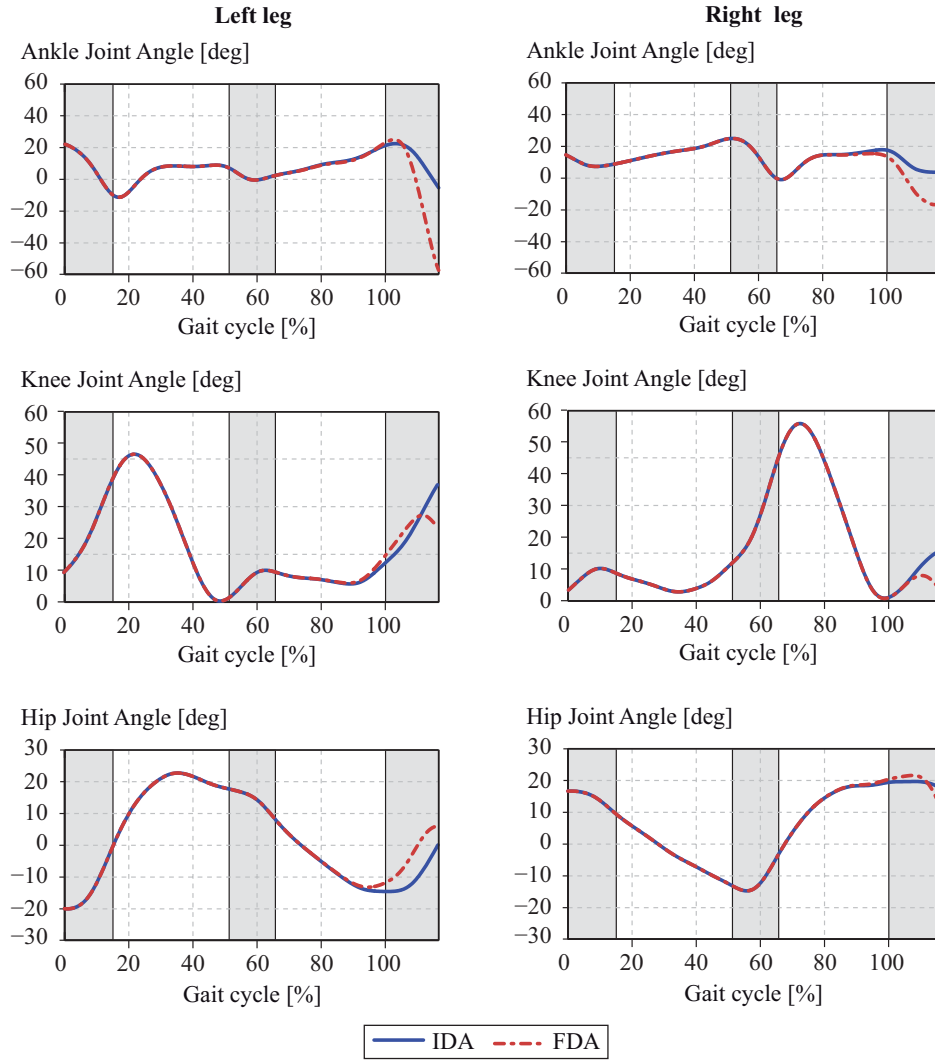 Left leg
Right leg
Ankle Joint Angle [deg]
60
40
20
0
−20
−40
−60
0 20 40 60 80 100
Gait cycle [%]
Ankle Joint Angle [deg]
60
40
20
0
−20
−40
−60
0 20 40 60 80 100
Gait cycle [%]
Knee Joint Angle [deg]
60
50
40
30
20
10
0
0 20 40 60 80 100
Gait cycle [%]
Knee Joint Angle [deg]
60
50
40
30
20
10
0
0 20 40 60 80 100
Gait cycle [%]
Hip Joint Angle [deg]
30
20
10
0
−10
−20
−30
0 20 40 60 80 100
Gait cycle [%]
Hip Joint Angle [deg]
30
20
10
0
−10
−20
−30
0 20 40 60 80 100
Gait cycle [%]
IDA FDA